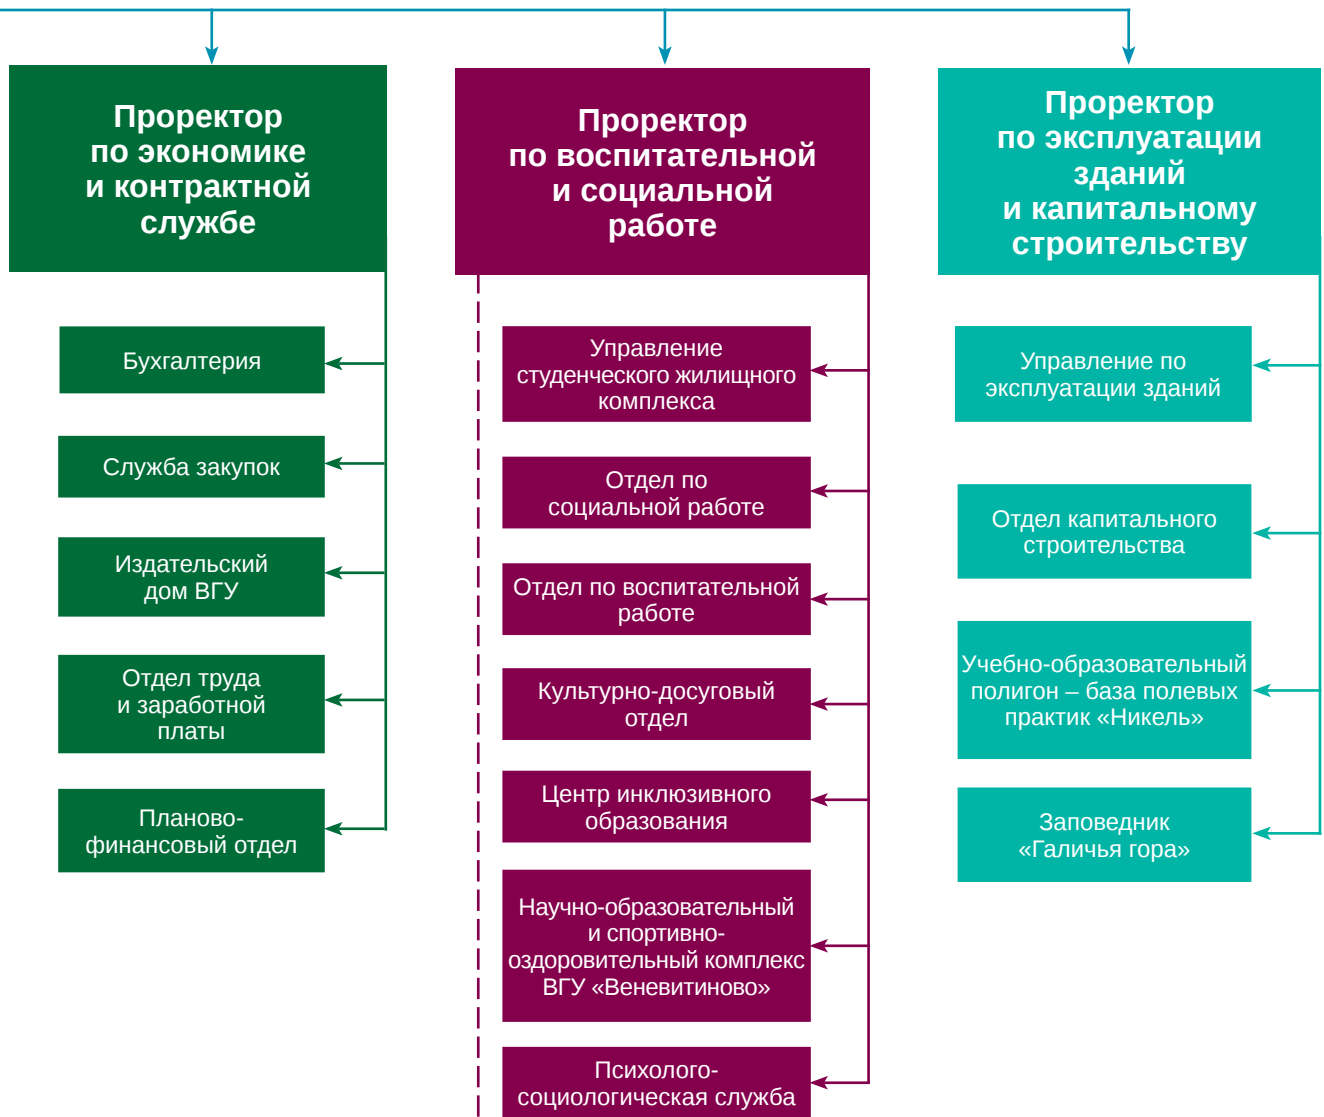 Проректор
по экономике
и контрактной
службе
Бухгалтерия
Служба закупок
Издательский
дом ВГУ
Отдел труда
и заработной
платы
Планово-
финансовый отдел
Проректор
по воспитательной
и социальной
работе
Управление
студенческого жилищного
комплекса
Отдел по
социальной работе
Отдел по воспитательной
работе
Культурно-досуговый
отдел
Центр инклюзивного
образования
Научно-образовательный
и спортивно-
оздоровительный комплекс
ВГУ «Веневитиново»
Психолого-
социологическая служба
Проректор
по эксплуатации
зданий
и капитальному
строительству
Управление по
эксплуатации зданий
Отдел капитального
строительства
Учебно-образовательный
полигон – база полевых
практик «Никель»
Заповедник
«Галичья гора»